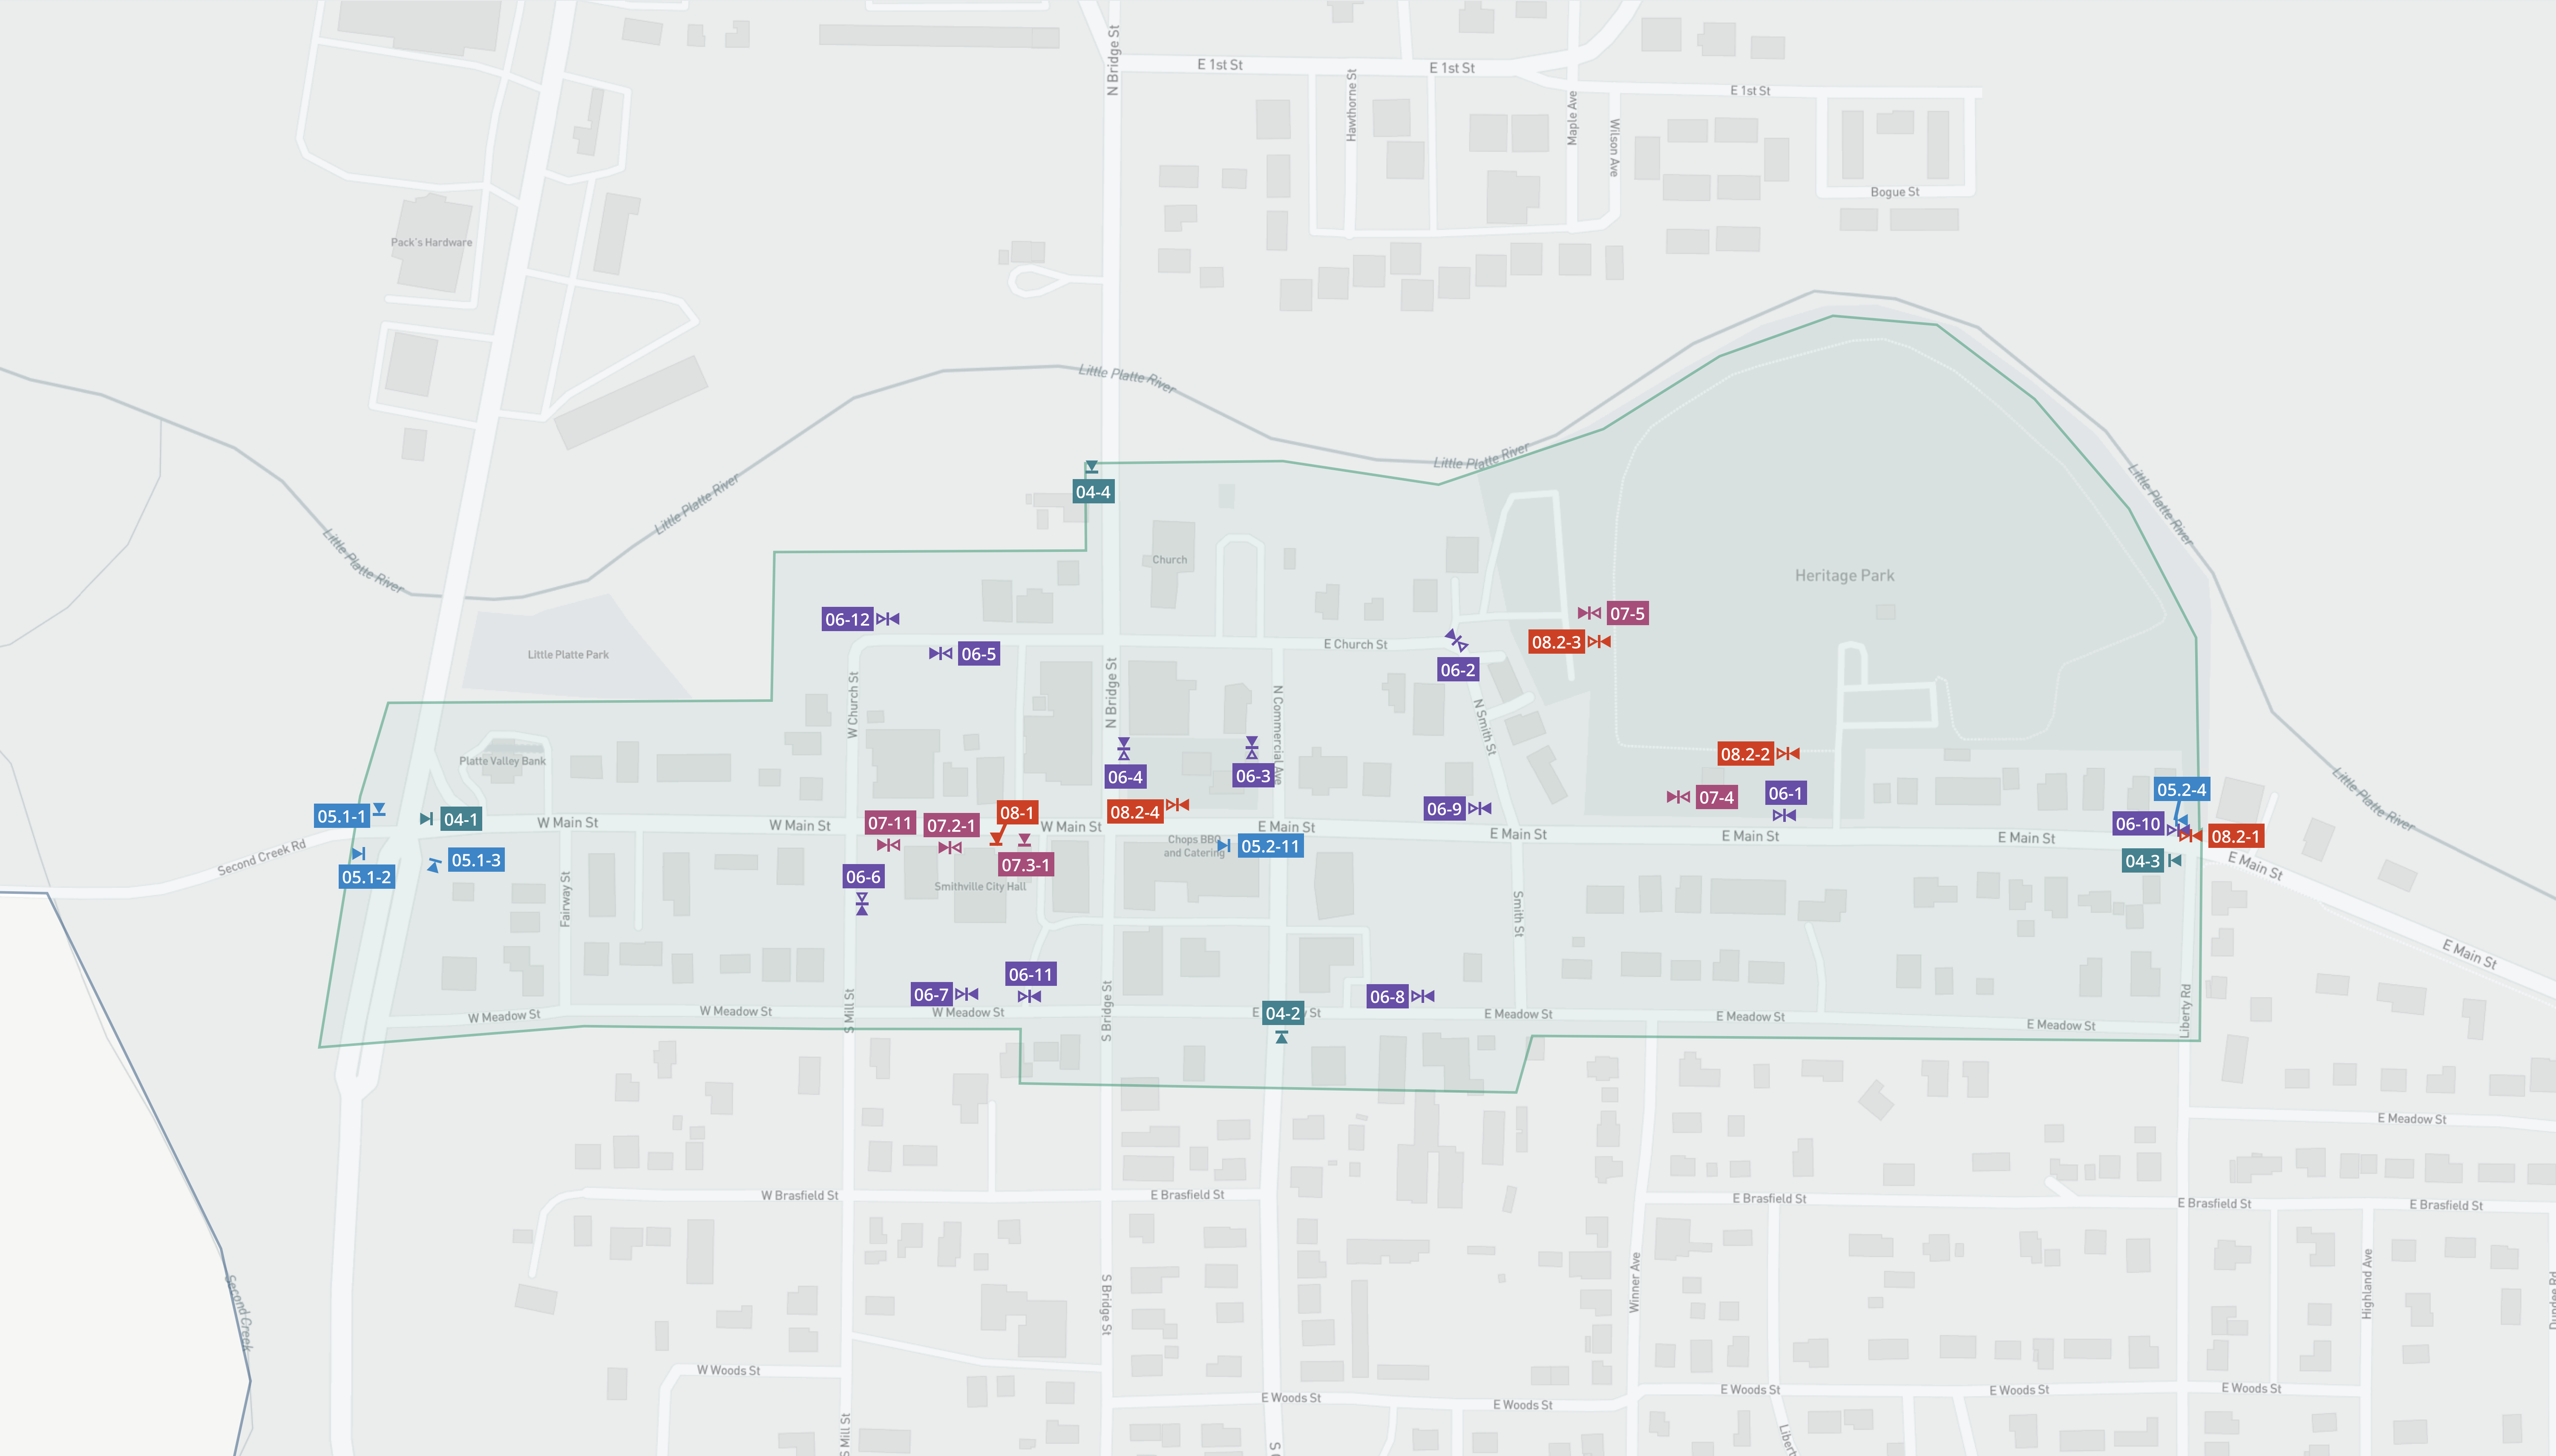 N Bridge St
E 1st St
E 1st St
E 1st St
Hawthorne St
Maple Ave
Wilson Ave
Bogue St
Pack's Hardware
Little Platte River
Little Platte River
Little Platte River
Little Platte River
Little Platte River
Little Platte River
04-4
Church
Heritage Park
06-12
06-5
E Church St
06-2
07-5
08.2-3
Little Platte Park
W Church St
N Bridge St
N Commercial Ave
N Smith St
Platte Valley Bank
06-4
06-3
08.2-2
05.1-1
04-1
W Main St
W Main St
07-11
07.2-1
08-1
W Main St
08.2-4
E Main St
06-9
E Main St
07-4
06-1
E Main St
E Main St
05.2-4
06-10
08.2-1
04-3
E Main St
E Main St
Second Creek Rd
05.1-2
05.1-3
06-6
07.3-1
Chops BBQ
and Catering
05.2-11
Smithville City Hall
Fairway St
S Mill St
S Bridge St
Smith St
Liberty Rd
06-7
06-11
06-8
04-2
W Meadow St
W Meadow St
W Meadow St
E Meadow St
E Meadow St
E Meadow St
E Meadow St
W Brasfield St
E Brasfield St
E Brasfield St
E Brasfield St
E Brasfield St
Second Creek
S Bridge St
Winner Ave
Highland Ave
Dundee Rd
W Woods St
E Woods St
E Woods St
E Woods St
E Woods St
E Woods St
S Mill St